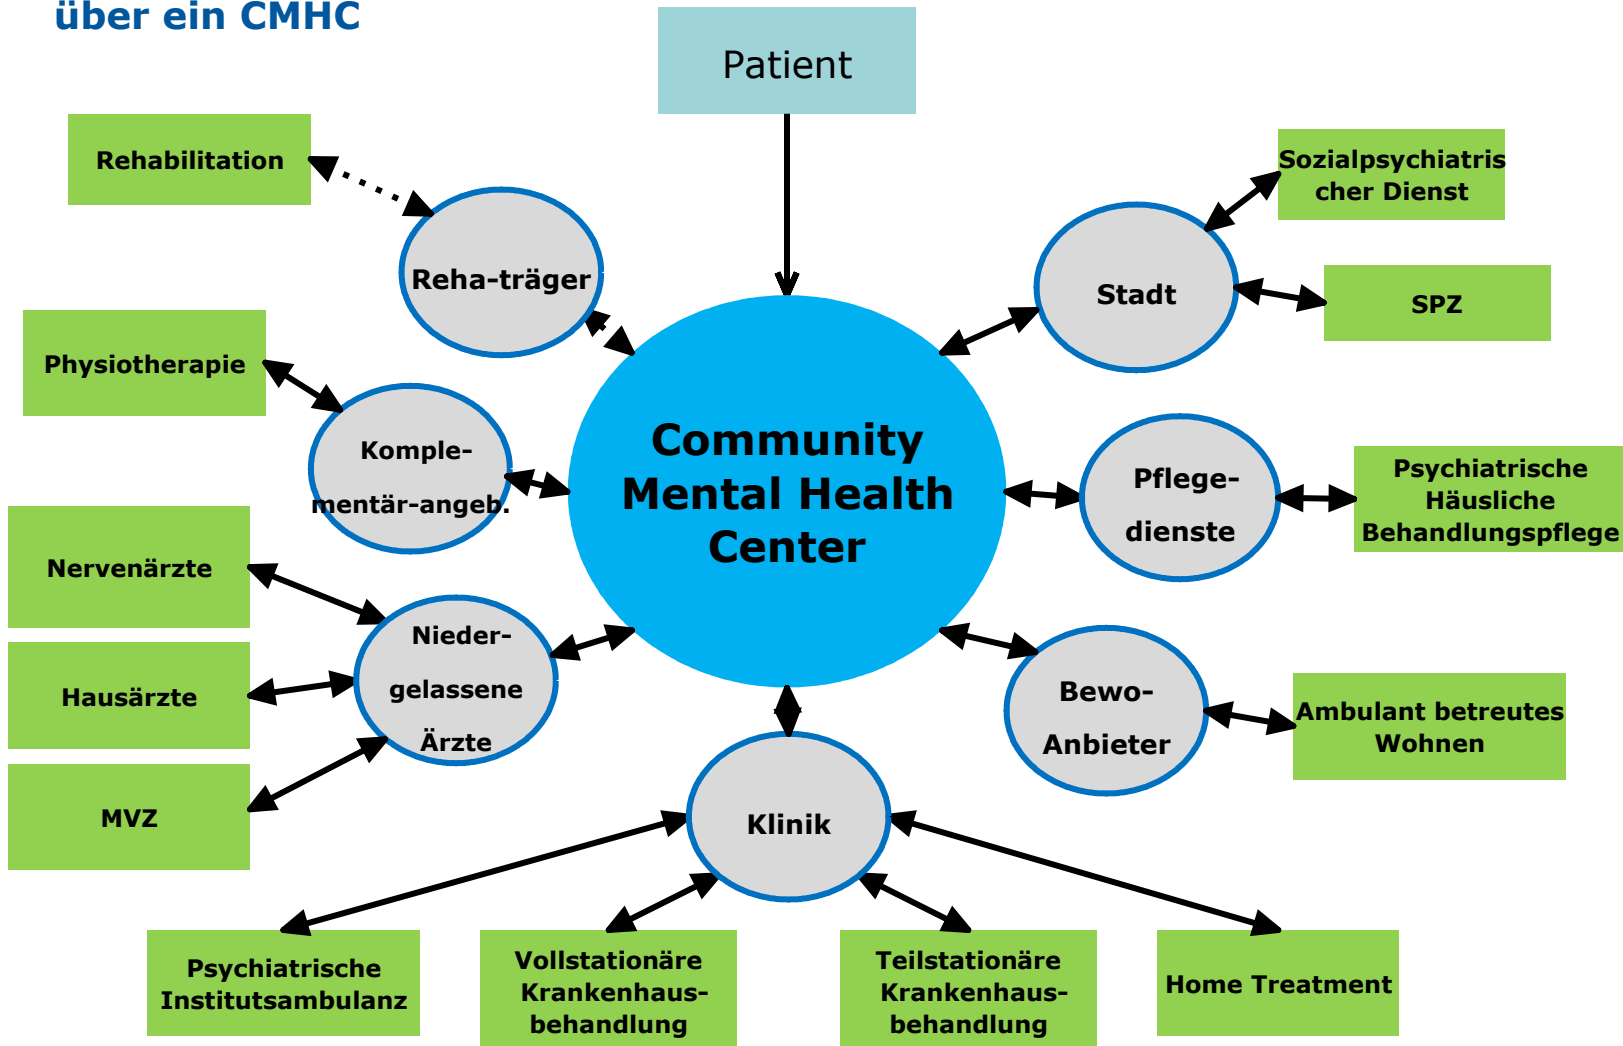 über ein CMHC
Patient
Rehabilitation
Sozialpsychiatris
cher Dienst
Reha-träger
Stadt
SPZ
Physiotherapie
Komple-
mentär-angeb.
Community
Mental Health
Center
Pflege-
dienste
Psychiatrische
Häusliche
Behandlungspflege
Nervenärzte
Nieder-
gelassene
Ärzte
Hausärzte
MVZ
Bewo-
Anbieter
Ambulant betreutes
Wohnen
Klinik
Psychiatrische
Institutsambulanz
Vollstationäre
Krankenhaus-
behandlung
Teilstationäre
Krankenhaus-
behandlung
Home Treatment